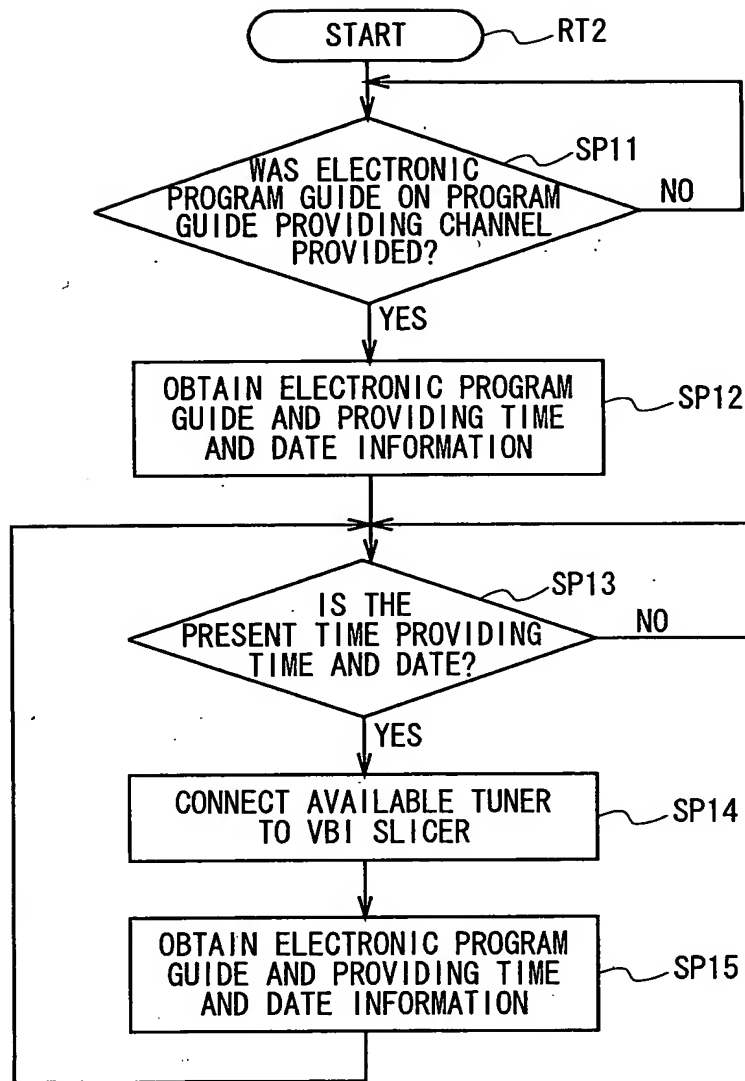 START
RT2
SP11
WAS ELECTRONIC
PROGRAM GUIDE ON PROGRAM
GUIDE PROVIDING CHANNEL
PROVIDED?
NO
YES
OBTAIN ELECTRONIC PROGRAM
GUIDE AND PROVIDING TIME
AND DATE INFORMATION
SP12
SP13
IS THE
PRESENT TIME PROVIDING
TIME AND DATE?
NO
YES
CONNECT AVAILABLE TUNER
TO VBI SLICER
SP14
OBTAIN ELECTRONIC PROGRAM
GUIDE AND PROVIDING TIME
AND DATE INFORMATION
SP15